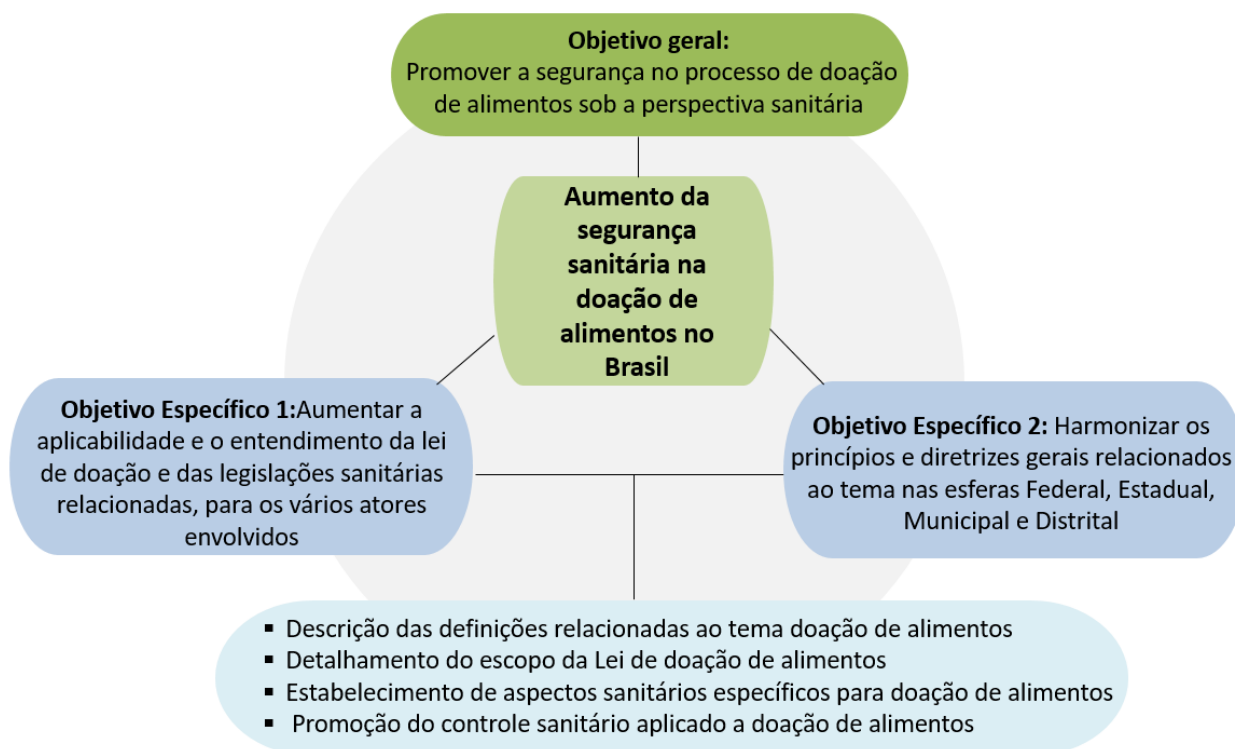 Objetivo geral:
Promover a segurança no processo de doação
de alimentos sob a perspectiva sanitária
Aumento da
segurança
sanitária na
doação de
alimentos no
Brasil
Objetivo Específico 1:Aumentar a
aplicabilidade e o entendimento da lei
de doação e das legislações sanitárias
relacionadas, para os vários atores
envolvidos
Objetivo Específico 2: Harmonizar os
princípios e diretrizes gerais relacionados
ao tema nas esferas Federal, Estadual,
Municipal e Distrital
▪ Descrição das definições relacionadas ao tema doação de alimentos
▪ Detalhamento do escopo da Lei de doação de alimentos
▪ Estabelecimento de aspectos sanitários específicos para doação de alimentos
▪ Promoção do controle sanitário aplicado a doação de alimentos